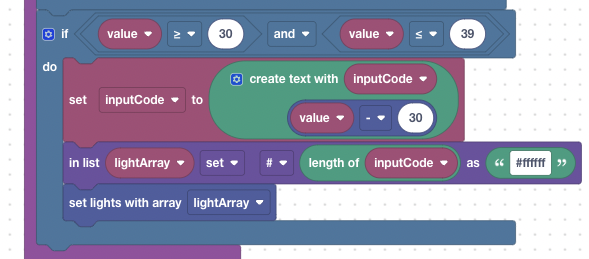 if value ≥ 30 and value ≤ 39
do
create text with inputCode
set inputCode to
value - 30
in list lightArray set # length of inputCode as “ #ffffff ”
set lights with array lightArray